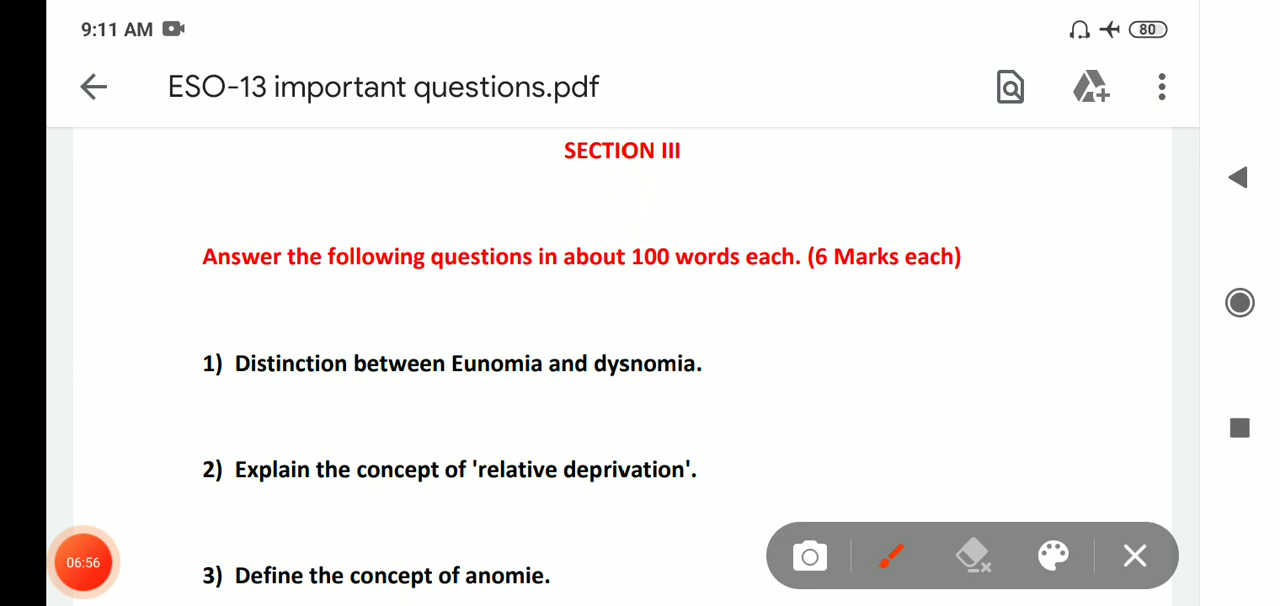 9:11 AM
80
ESO-13 important questions.pdf
SECTION III
Answer the following questions in about 100 words each. (6 Marks each)
1) Distinction between Eunomia and dysnomia.
2) Explain the concept of 'relative deprivation'.
3) Define the concept of anomie.
06:56